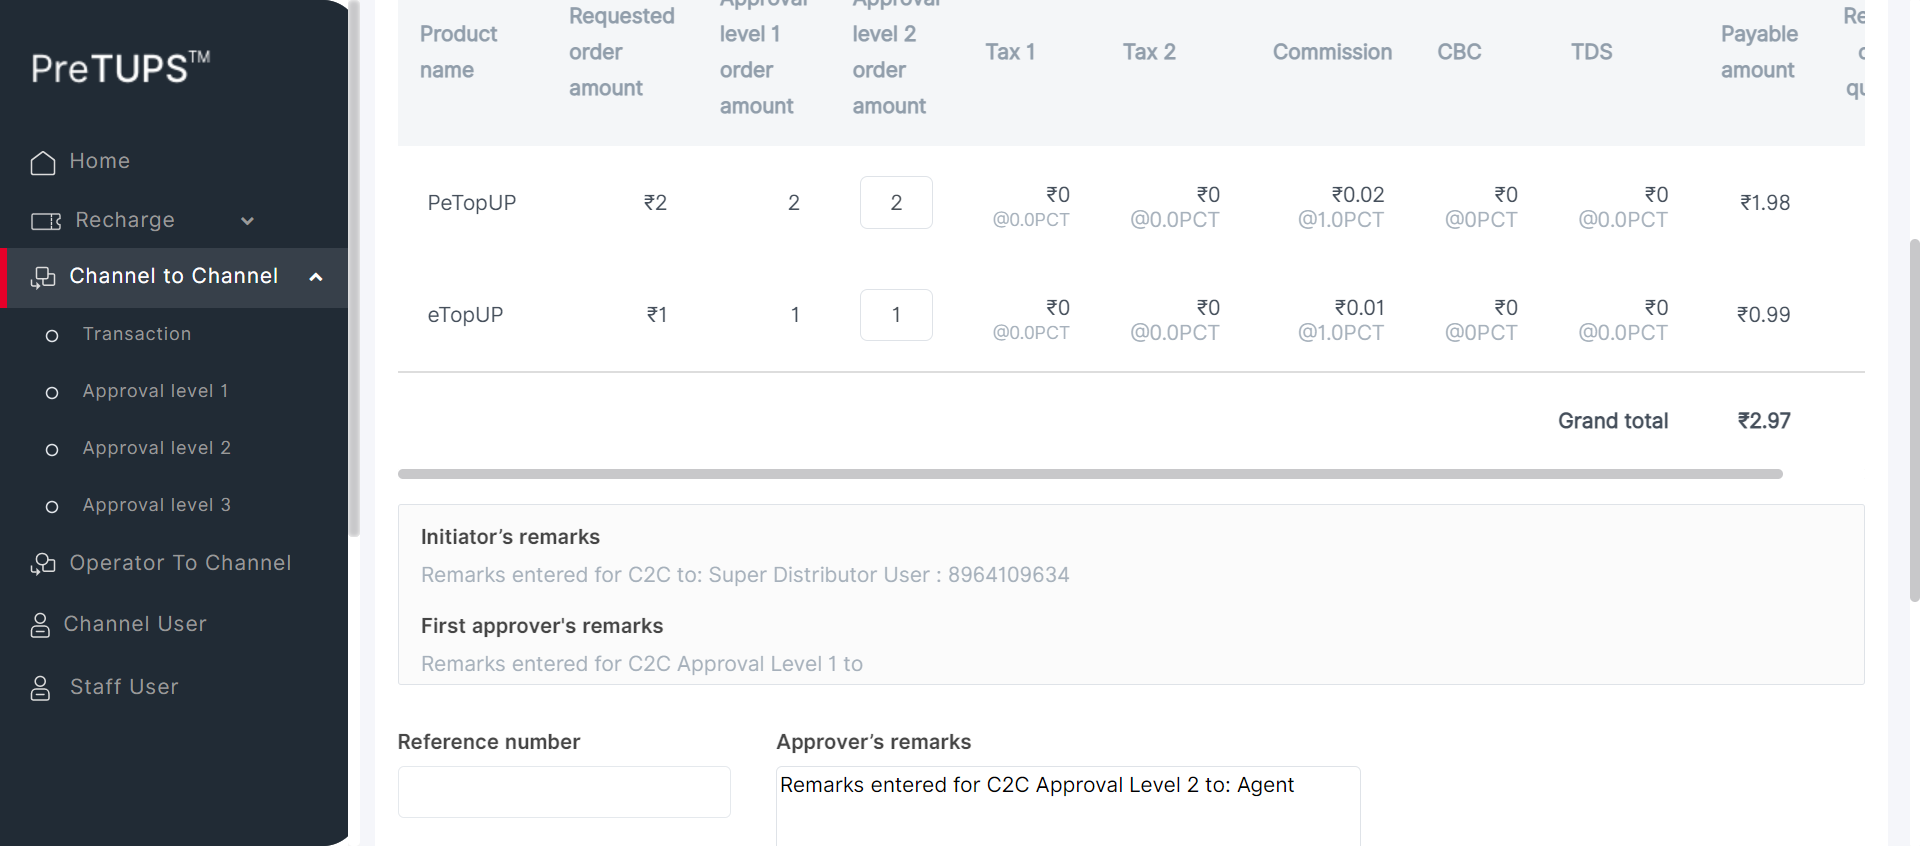 PreTUPS™
Home
Recharge
Channel to Channel
Transaction
Approval level 1
Approval level 2
Approval level 3
Operator To Channel
Channel User
Staff User
Product name
Requested order amount
Approval level 1 order amount
Approval level 2 order amount
Tax 1
Tax 2
Commission
CBC
TDS
Payable amount
PeTopUP ₹2 2 2 ₹0 ₹0 ₹0.02 ₹0 ₹0 ₹1.98
@0.0PCT @0.0PCT @1.0PCT @0PCT @0.0PCT
eTopUP ₹1 1 1 ₹0 ₹0 ₹0.01 ₹0 ₹0 ₹0.99
@0.0PCT @0.0PCT @1.0PCT @0PCT @0.0PCT
Grand total ₹2.97
Initiator’s remarks
Remarks entered for C2C to: Super Distributor User : 8964109634
First approver's remarks
Remarks entered for C2C Approval Level 1 to
Reference number
Approver’s remarks
Remarks entered for C2C Approval Level 2 to: Agent